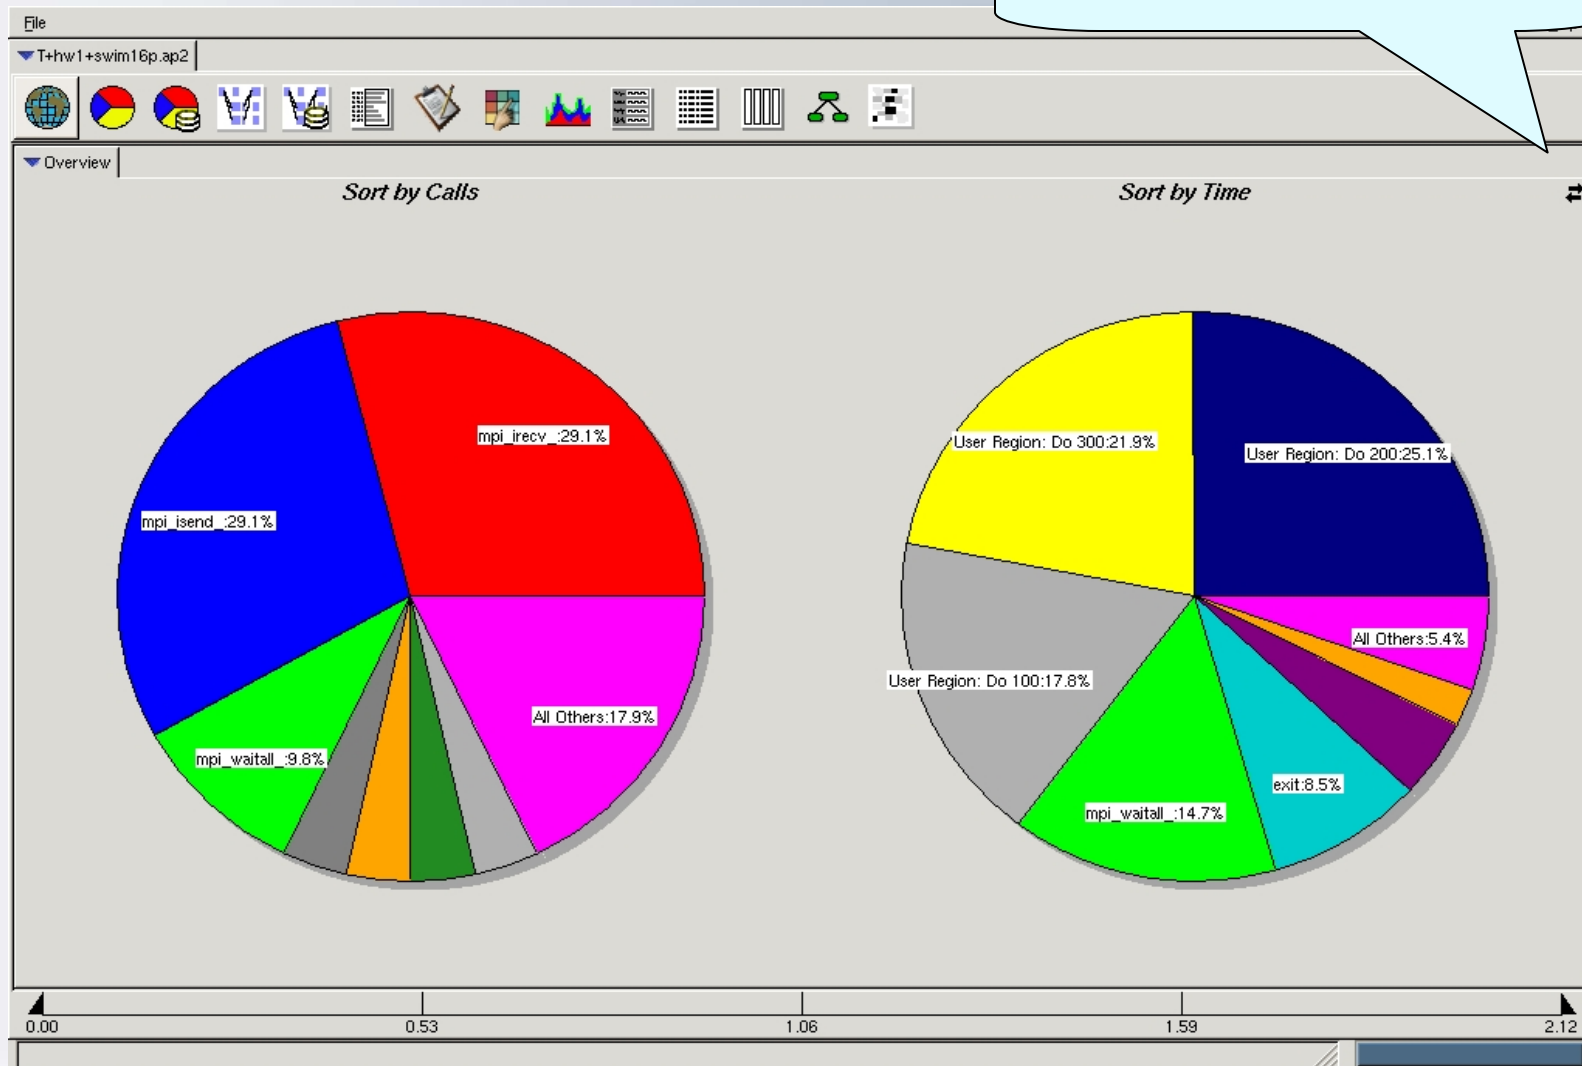 File
T+hw1+swim16p.ap2
Overview
Sort by Calls
Sort by Time
mpi_irecv_:29.1%
mpi_isend_:29.1%
mpi_waitall_:9.8%
All Others:17.9%
User Region: Do 300:21.9%
User Region: Do 200:25.1%
User Region: Do 100:17.8%
All Others:5.4%
exit:8.5%
mpi_waitall_:14.7%
0.00
0.53
1.06
1.59
2.12